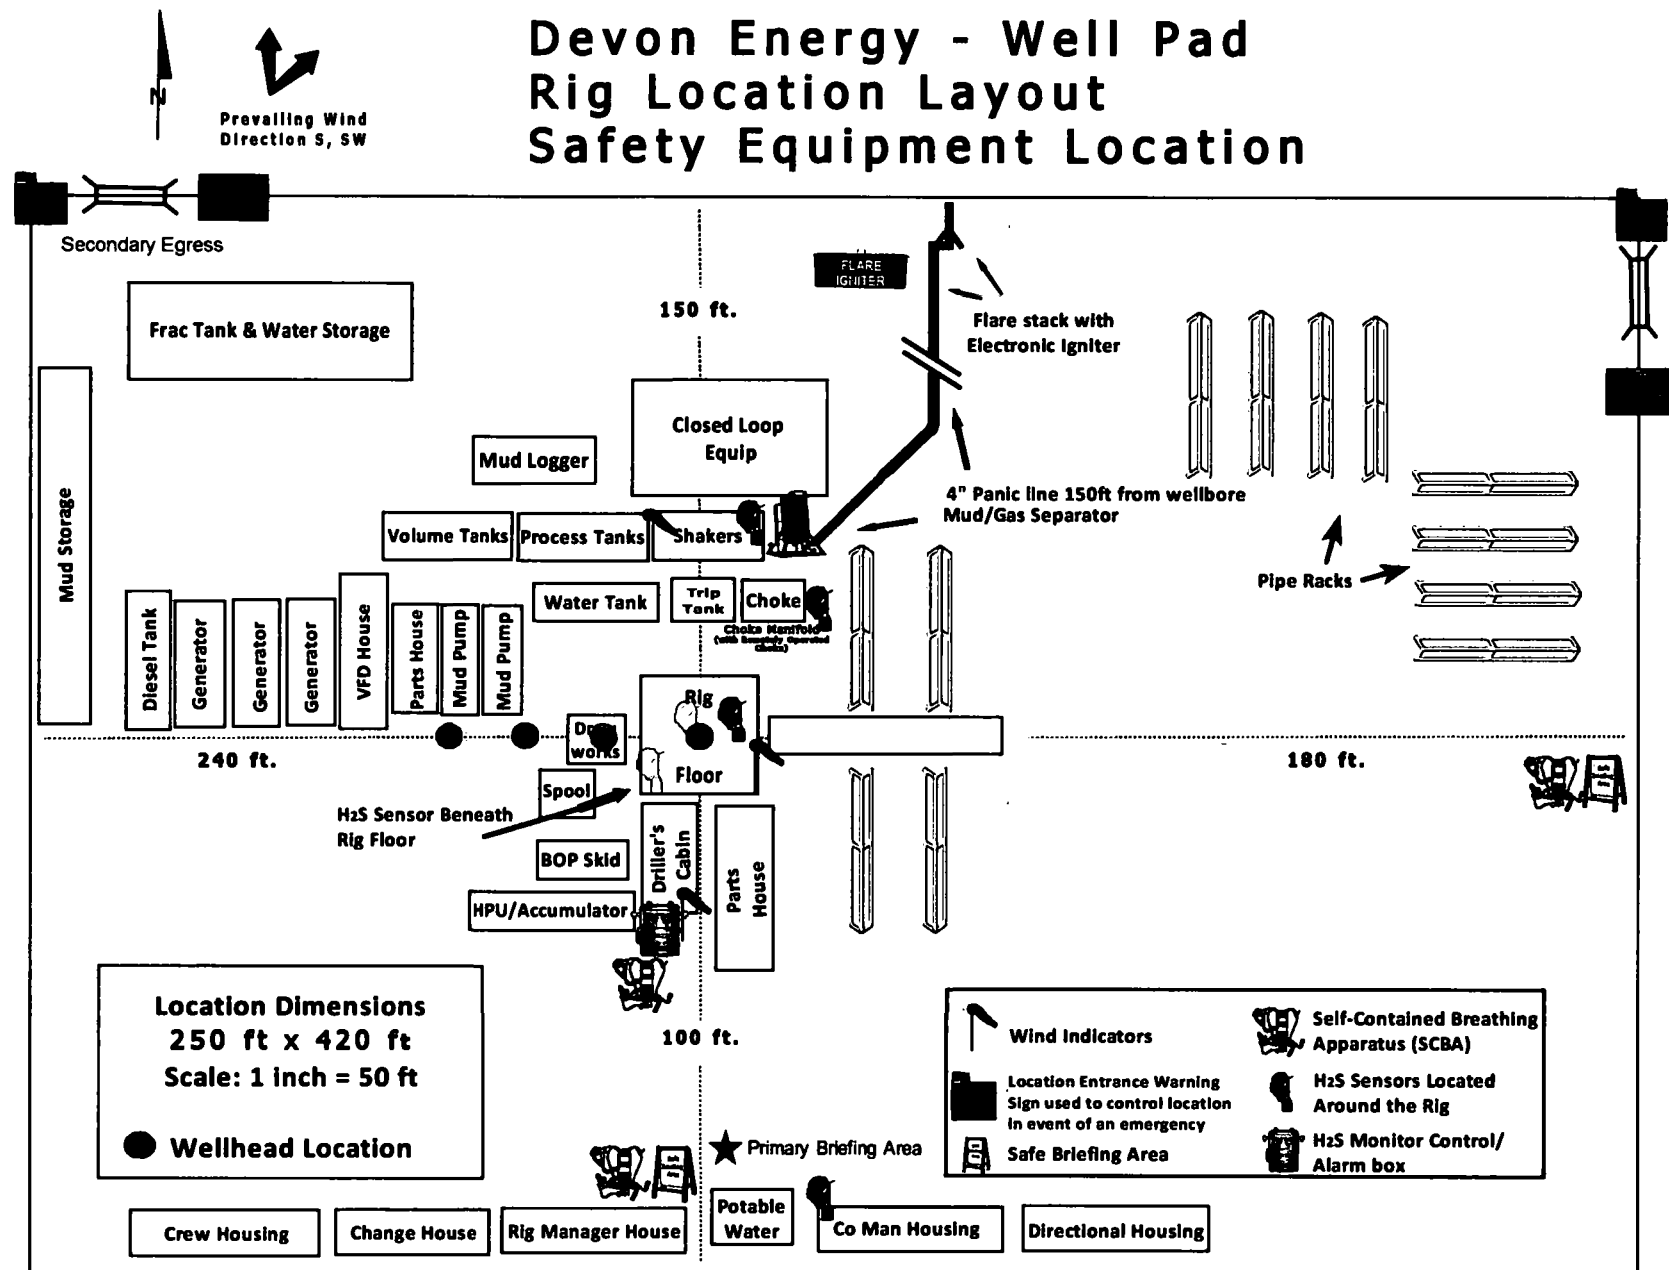 Devon Energy - Well Pad
Rig Location Layout
Safety Equipment Location
N
Prevailing Wind
Direction S, SW
Secondary Egress
FLARE
IGNITER
150 ft.
Flare stack with
Electronic Igniter
Frac Tank & Water Storage
Closed Loop
Equip
Mud Logger
4" Panic line 150ft from wellbore
Mud/Gas Separator
Mud Storage
Volume Tanks
Process Tanks
Shakers
Pipe Racks
Water Tank
Trip
Tank
Choke
Choke Manifold
(with Remotely Operated
Choke)
Diesel Tank
Generator
Generator
Generator
VFD House
Parts House
Mud Pump
Mud Pump
Rig
Floor
works
240 ft.
180 ft.
Spool
H2S Sensor Beneath
Rig Floor
Driller's
Cabin
Parts
House
BOP Skid
HPU/Accumulator
Location Dimensions
250 ft x 420 ft
Scale: 1 inch = 50 ft
Wellhead Location
100 ft.
Wind Indicators
Location Entrance Warning
Sign used to control location
in event of an emergency
Safe Briefing Area
Self-Contained Breathing
Apparatus (SCBA)
H2S Sensors Located
Around the Rig
H2S Monitor Control/
Alarm box
Primary Briefing Area
Crew Housing
Change House
Rig Manager House
Potable
Water
Co Man Housing
Directional Housing